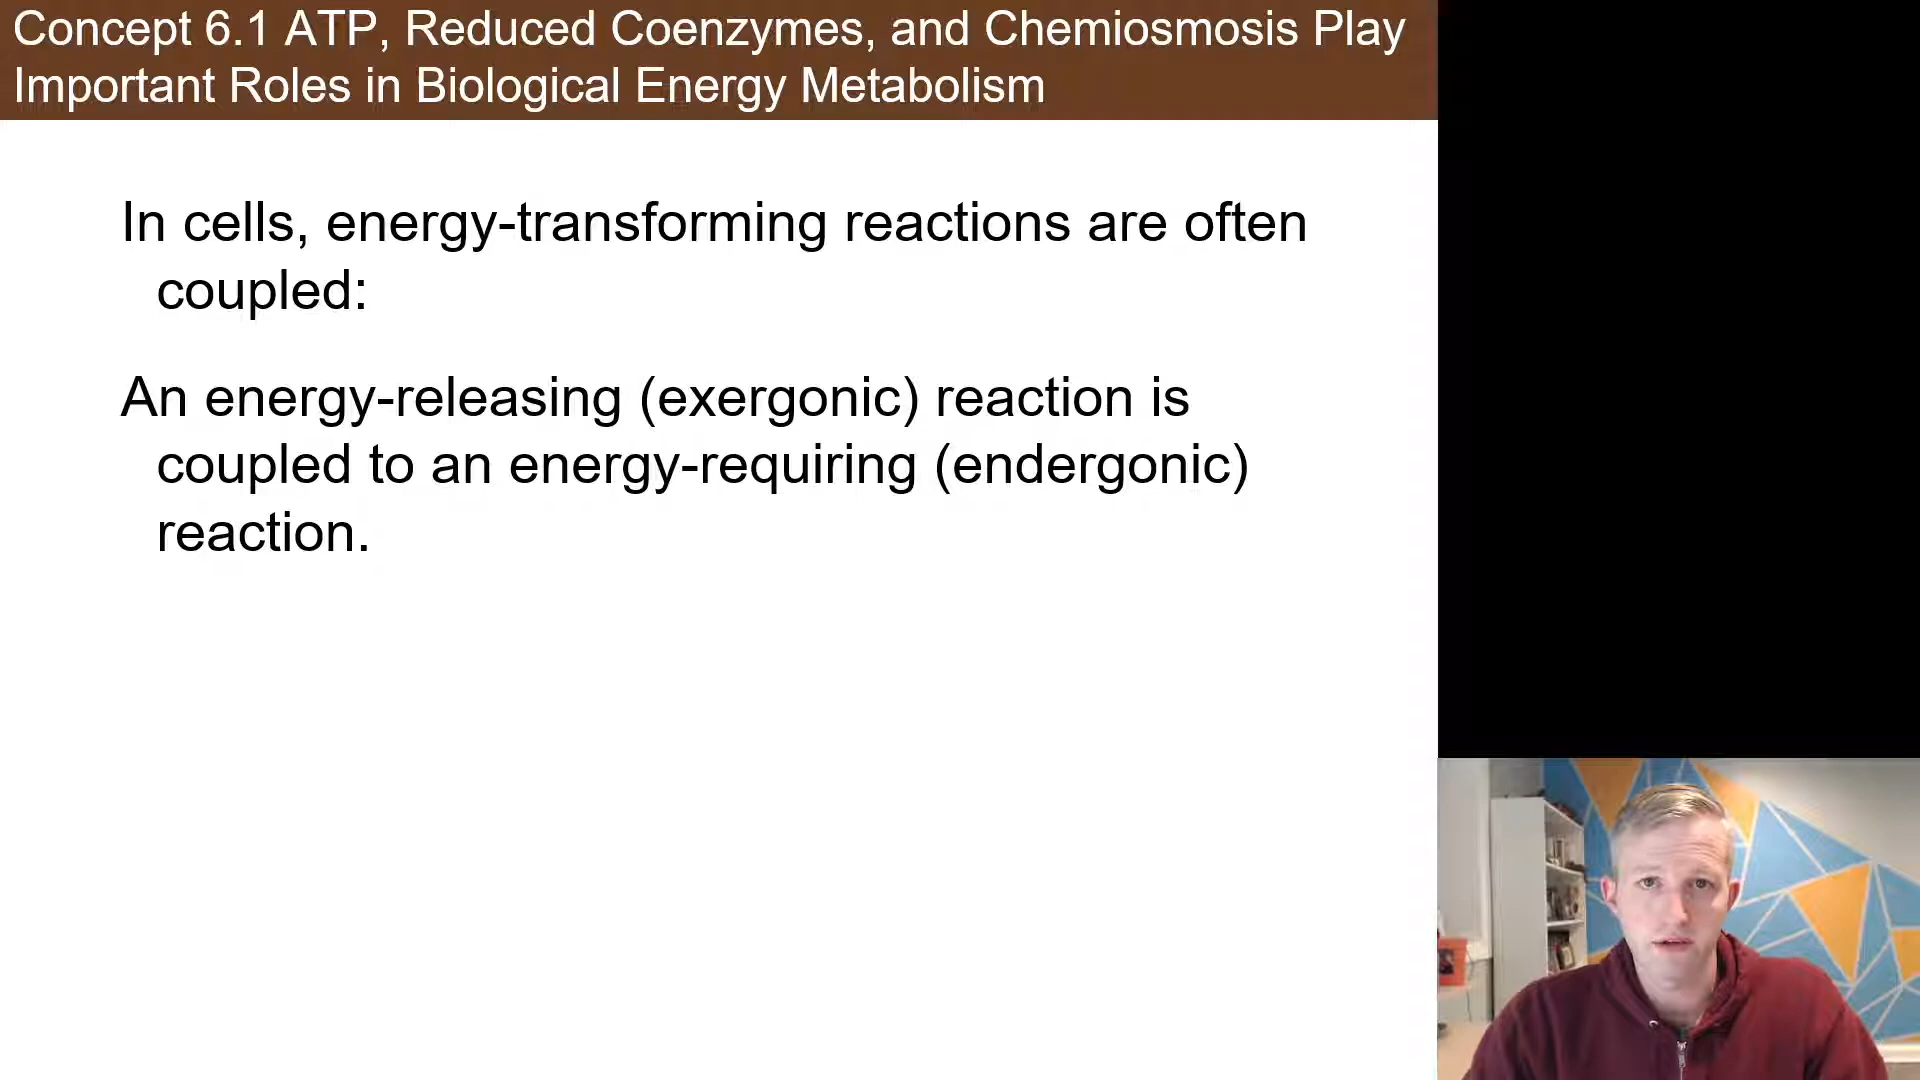 Concept 6.1 ATP, Reduced Coenzymes, and Chemiosmosis Play
Important Roles in Biological Energy Metabolism
In cells, energy-transforming reactions are often
coupled:
An energy-releasing (exergonic) reaction is
coupled to an energy-requiring (endergonic)
reaction.